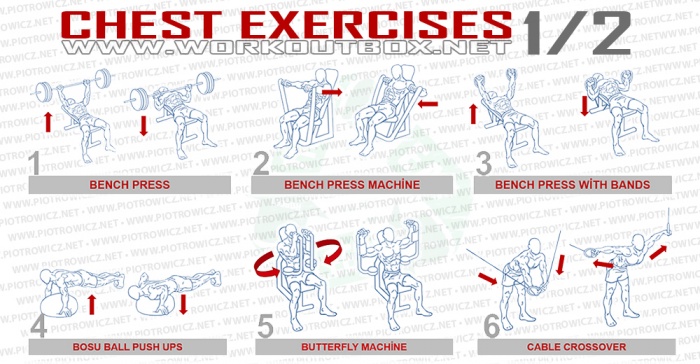 CHEST EXERCISES 1/2
WWW.WORKOUTBOX.NET
1
BENCH PRESS
2
BENCH PRESS MACHİNE
3
BENCH PRESS WİTH BANDS
4
BOSU BALL PUSH UPS
5
BUTTERFLY MACHİNE
6
CABLE CROSSOVER
WWW.PIOTROWICZ.NET